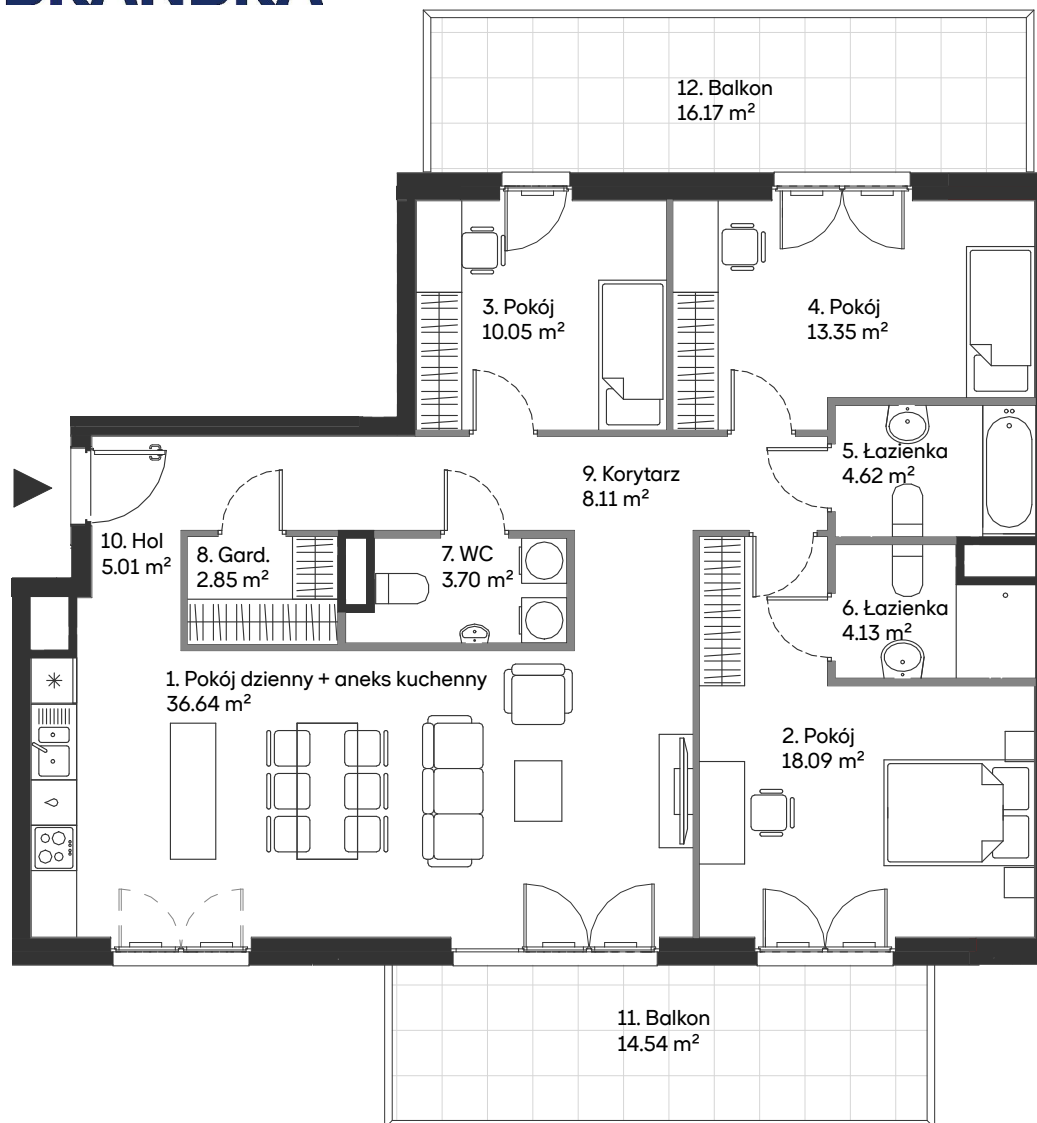 12. Balkon
16.17 m²
3. Pokój
10.05 m²
4. Pokój
13.35 m²
5. Łazienka
4.62 m²
9. Korytarz
8.11 m²
10. Hol
5.01 m²
8. Gard.
2.85 m²
7. WC
3.70 m²
6. Łazienka
4.13 m²
1. Pokój dzienny + aneks kuchenny
36.64 m²
2. Pokój
18.09 m²
11. Balkon
14.54 m²